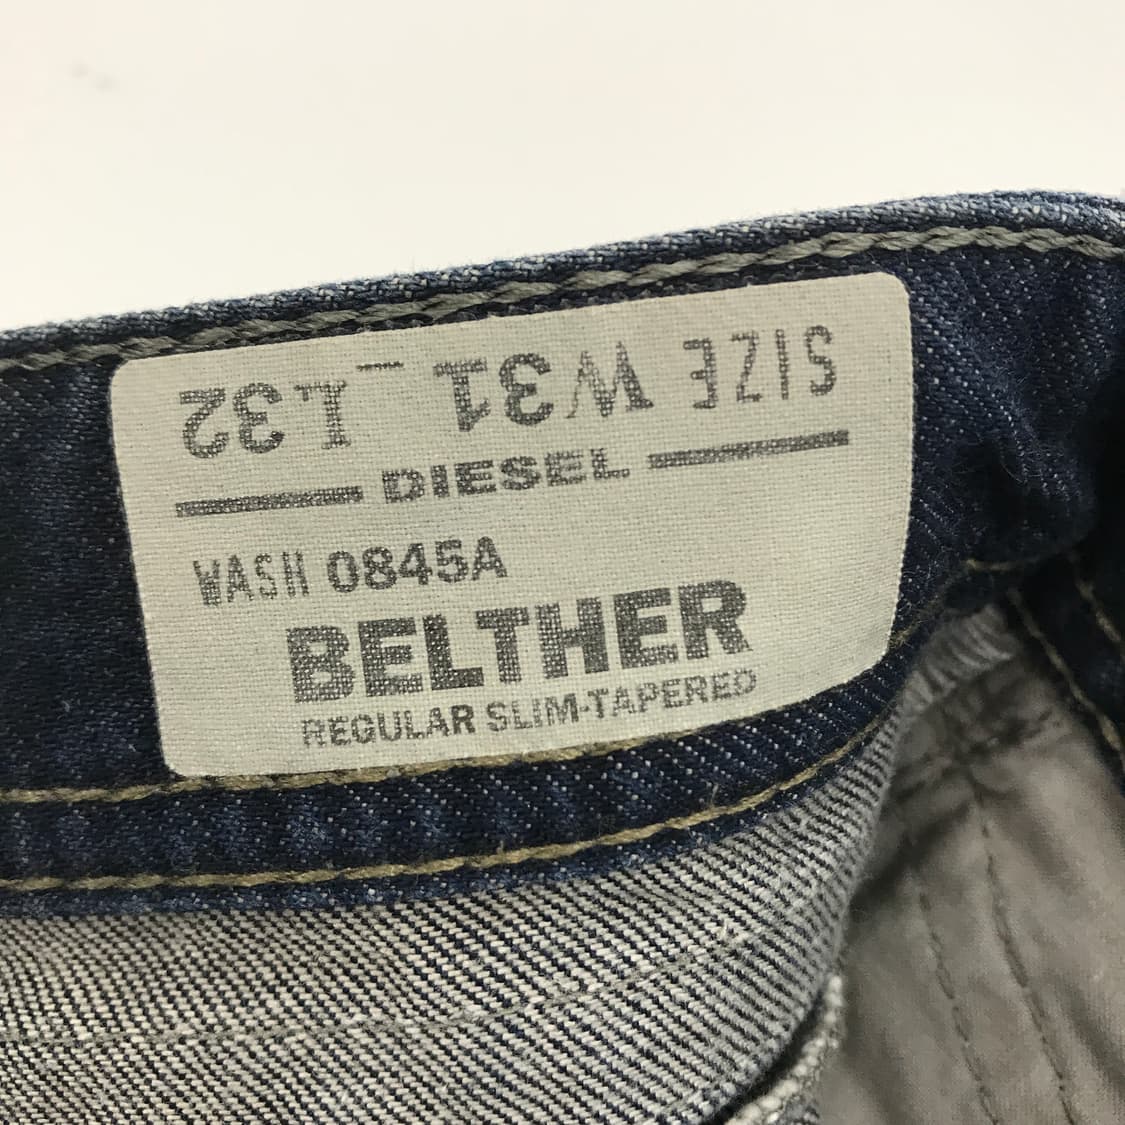 SIZE W31 L32
DIESEL
WASH 0845A
BELTHER
REGULAR SLIM-TAPERED